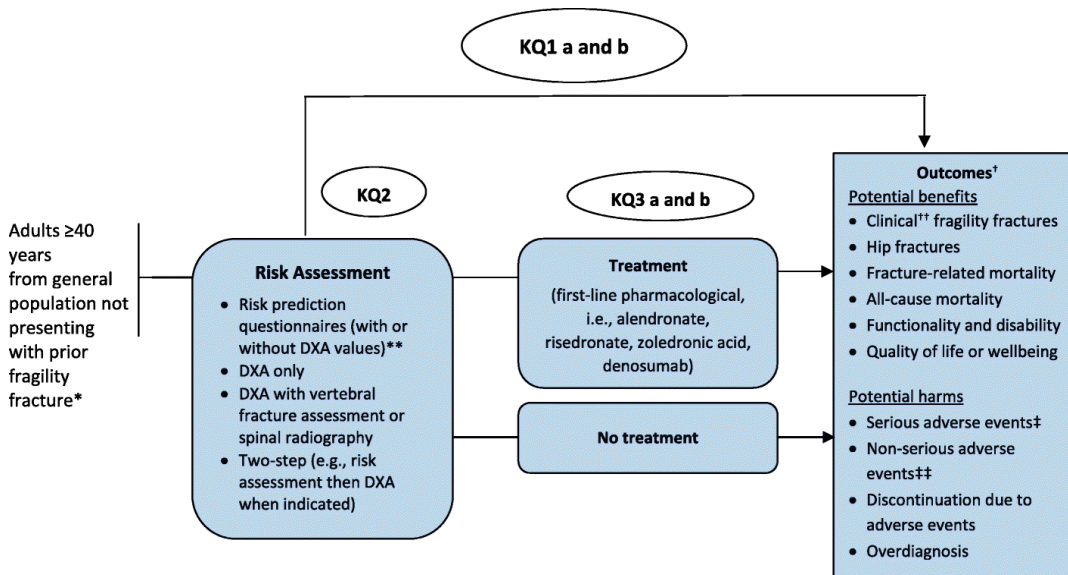 KQ1 a and b
KQ2
KQ3 a and b
Adults ≥40
years
from general
population not
presenting
with prior
fragility
fracture*
Risk Assessment
• Risk prediction
questionnaires (with or
without DXA values)**
• DXA only
• DXA with vertebral
fracture assessment or
spinal radiography
• Two-step (e.g., risk
assessment then DXA
when indicated)
Treatment
(first-line pharmacological,
i.e., alendronate,
risedronate, zoledronic acid,
denosumab)
No treatment
Outcomes†
Potential benefits
• Clinical†† fragility fractures
• Hip fractures
• Fracture-related mortality
• All-cause mortality
• Functionality and disability
• Quality of life or wellbeing
Potential harms
• Serious adverse events‡
• Non-serious adverse
events‡‡
• Discontinuation due to
adverse events
• Overdiagnosis